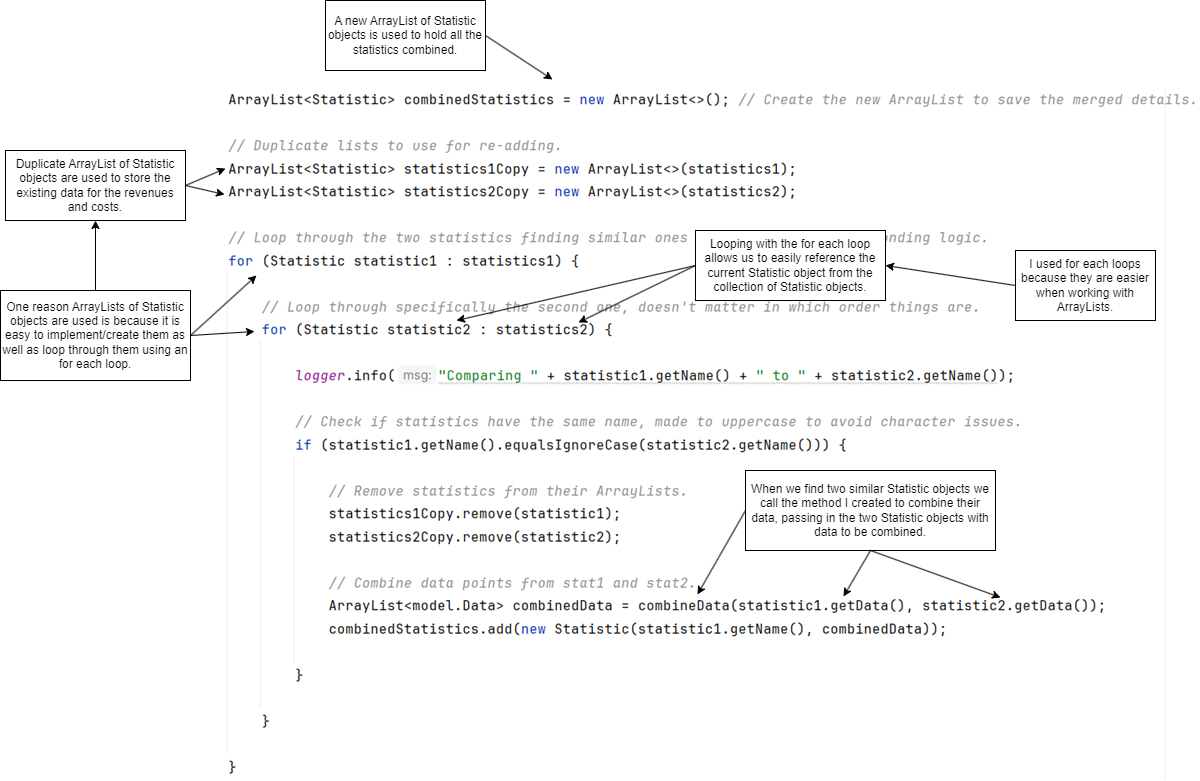 A new ArrayList of Statistic
objects is used to hold all the
statistics combined.
ArrayList<Statistic> combinedStatistics = new ArrayList<>(); // Create the new ArrayList to save the merged details.
// Duplicate lists to use for re-adding.
Duplicate ArrayList of Statistic
objects are used to store the
existing data for the revenues
and costs.
ArrayList<Statistic> statistics1Copy = new ArrayList<>(statistics1);
ArrayList<Statistic> statistics2Copy = new ArrayList<>(statistics2);
// Loop through the two statistics finding similar ones
logic.
Looping with the for each loop
allows us to easily reference the
current Statistic object from the
collection of Statistic objects.
I used for each loops
because they are easier
when working with
ArrayLists.
for (Statistic statistic1 : statistics1) {
One reason ArrayLists of Statistic
objects are used is because it is
easy to implement/create them as
well as loop through them using an
for each loop.
// Loop through specifically the second one, doesn't matter in which order things are.
for (Statistic statistic2 : statistics2) {
logger.info( msg: "Comparing " + statistic1.getName() + " to " + statistic2.getName());
// Check if statistics have the same name, made to uppercase to avoid character issues.
if (statistic1.getName().equalsIgnoreCase(statistic2.getName())) {
When we find two similar Statistic objects we
call the method I created to combine their
data, passing in the two Statistic objects with
data to be combined.
// Remove statistics from their ArrayLists.
statistics1Copy.remove(statistic1);
statistics2Copy.remove(statistic2);
// Combine data points from stat1 and stat2.
ArrayList<model.Data> combinedData = combineData(statistic1.getData(), statistic2.getData());
combinedStatistics.add(new Statistic(statistic1.getName(), combinedData));
}
}
}